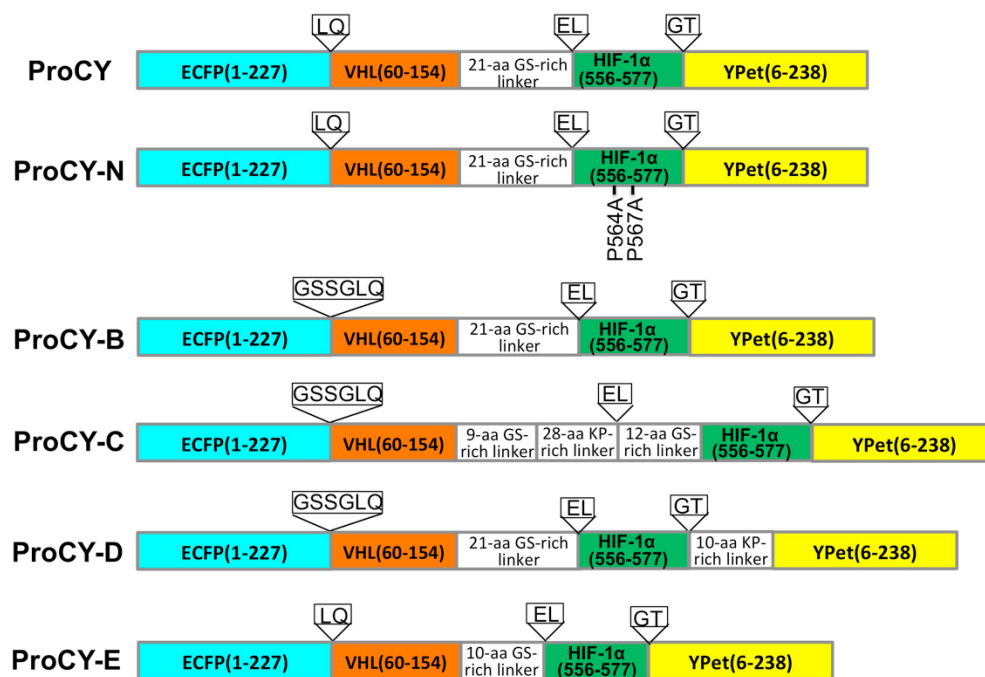 LQ EL GT
ProCY ECFP(1-227) VHL(60-154) 21-aa GS-rich linker HIF-1α (556-577) YPet(6-238)
LQ EL GT
ProCY-N ECFP(1-227) VHL(60-154) 21-aa GS-rich linker HIF-1α (556-577) YPet(6-238)
P564A P567A
GSSGLQ EL GT
ProCY-B ECFP(1-227) VHL(60-154) 21-aa GS-rich linker HIF-1α (556-577) YPet(6-238)
GSSGLQ EL GT
ProCY-C ECFP(1-227) VHL(60-154) 9-aa GS-rich linker 28-aa KP-rich linker 12-aa GS-rich linker HIF-1α (556-577) YPet(6-238)
GSSGLQ EL GT
ProCY-D ECFP(1-227) VHL(60-154) 21-aa GS-rich linker HIF-1α (556-577) 10-aa KP-rich linker YPet(6-238)
LQ EL GT
ProCY-E ECFP(1-227) VHL(60-154) 10-aa GS-rich linker HIF-1α (556-577) YPet(6-238)